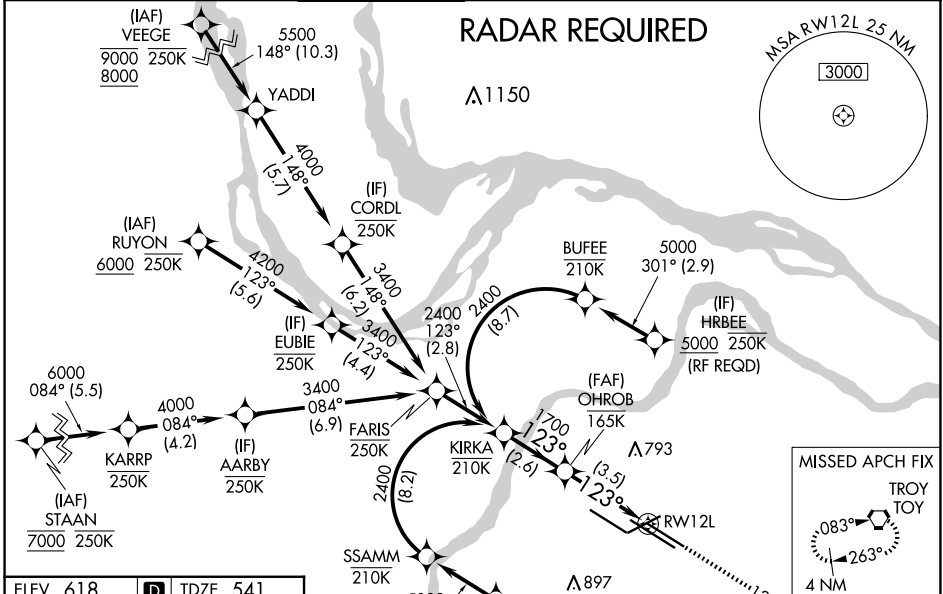 RADAR REQUIRED
(IAF)
VEEGE
9000 250K
8000
5500
148° (10.3)
YADDI
1150
MSA RW12L 25 NM
3000
4000
148°
(5.7)
(IF)
CORDL
250K
(IAF)
RUYON
6000 250K
4200
123°
(5.6)
3400
148°
(6.2)
BUFEE
210K
5000
301° (2.9)
(IF)
HRBEE
5000 250K
(RF REQD)
(IF)
EUBIE
250K
3400
123°
(4.4)
2400
123°
(2.8)
2400
(8.7)
6000
084° (5.5)
4000
084°
(4.2)
3400
084°
(6.9)
KARRP
250K
(IF)
AARBY
250K
FARIS
250K
(IAF)
STAAN
7000 250K
KIRKA
210K
(FAF)
OHROB
165K
1700
123°
(2.6)
793
(3.5)
123°
RW12L
2400
(8.2)
SSAMM
210K
897
MISSED APCH FIX
TROY
TOY
083°
263°
4 NM
ELEV 618
D
TDZE 541